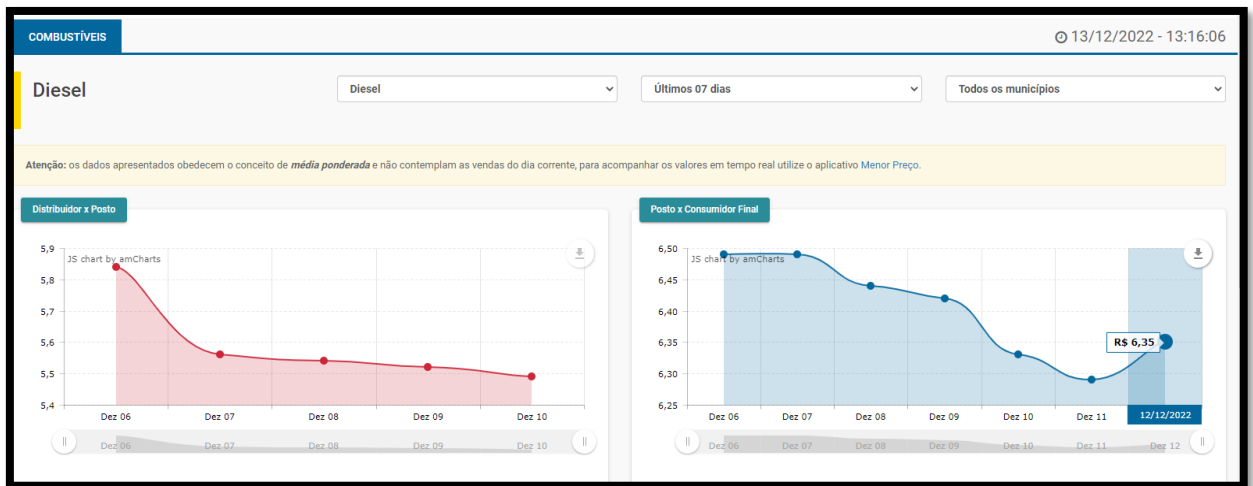 COMBUSTÍVEIS
13/12/2022 - 13:16:06
Diesel
Diesel
Últimos 07 dias
Todos os municípios
Atenção: os dados apresentados obedecem o conceito de média ponderada e não contemplam as vendas do dia corrente, para acompanhar os valores em tempo real utilize o aplicativo Menor Preço.
Distribuidor x Posto
JS chart by amCharts
5,9
5,8
5,7
5,6
5,5
5,4
Dez 06 Dez 07 Dez 08 Dez 09 Dez 10
Dez 06 Dez 07 Dez 08 Dez 09 Dez 10
Posto x Consumidor Final
JS chart by amCharts
6,50
6,45
6,40
6,35
6,30
6,25
R$ 6,35
Dez 06 Dez 07 Dez 08 Dez 09 Dez 10 Dez 11 12/12/2022
Dez 06 Dez 07 Dez 08 Dez 09 Dez 10 Dez 11 Dez 12